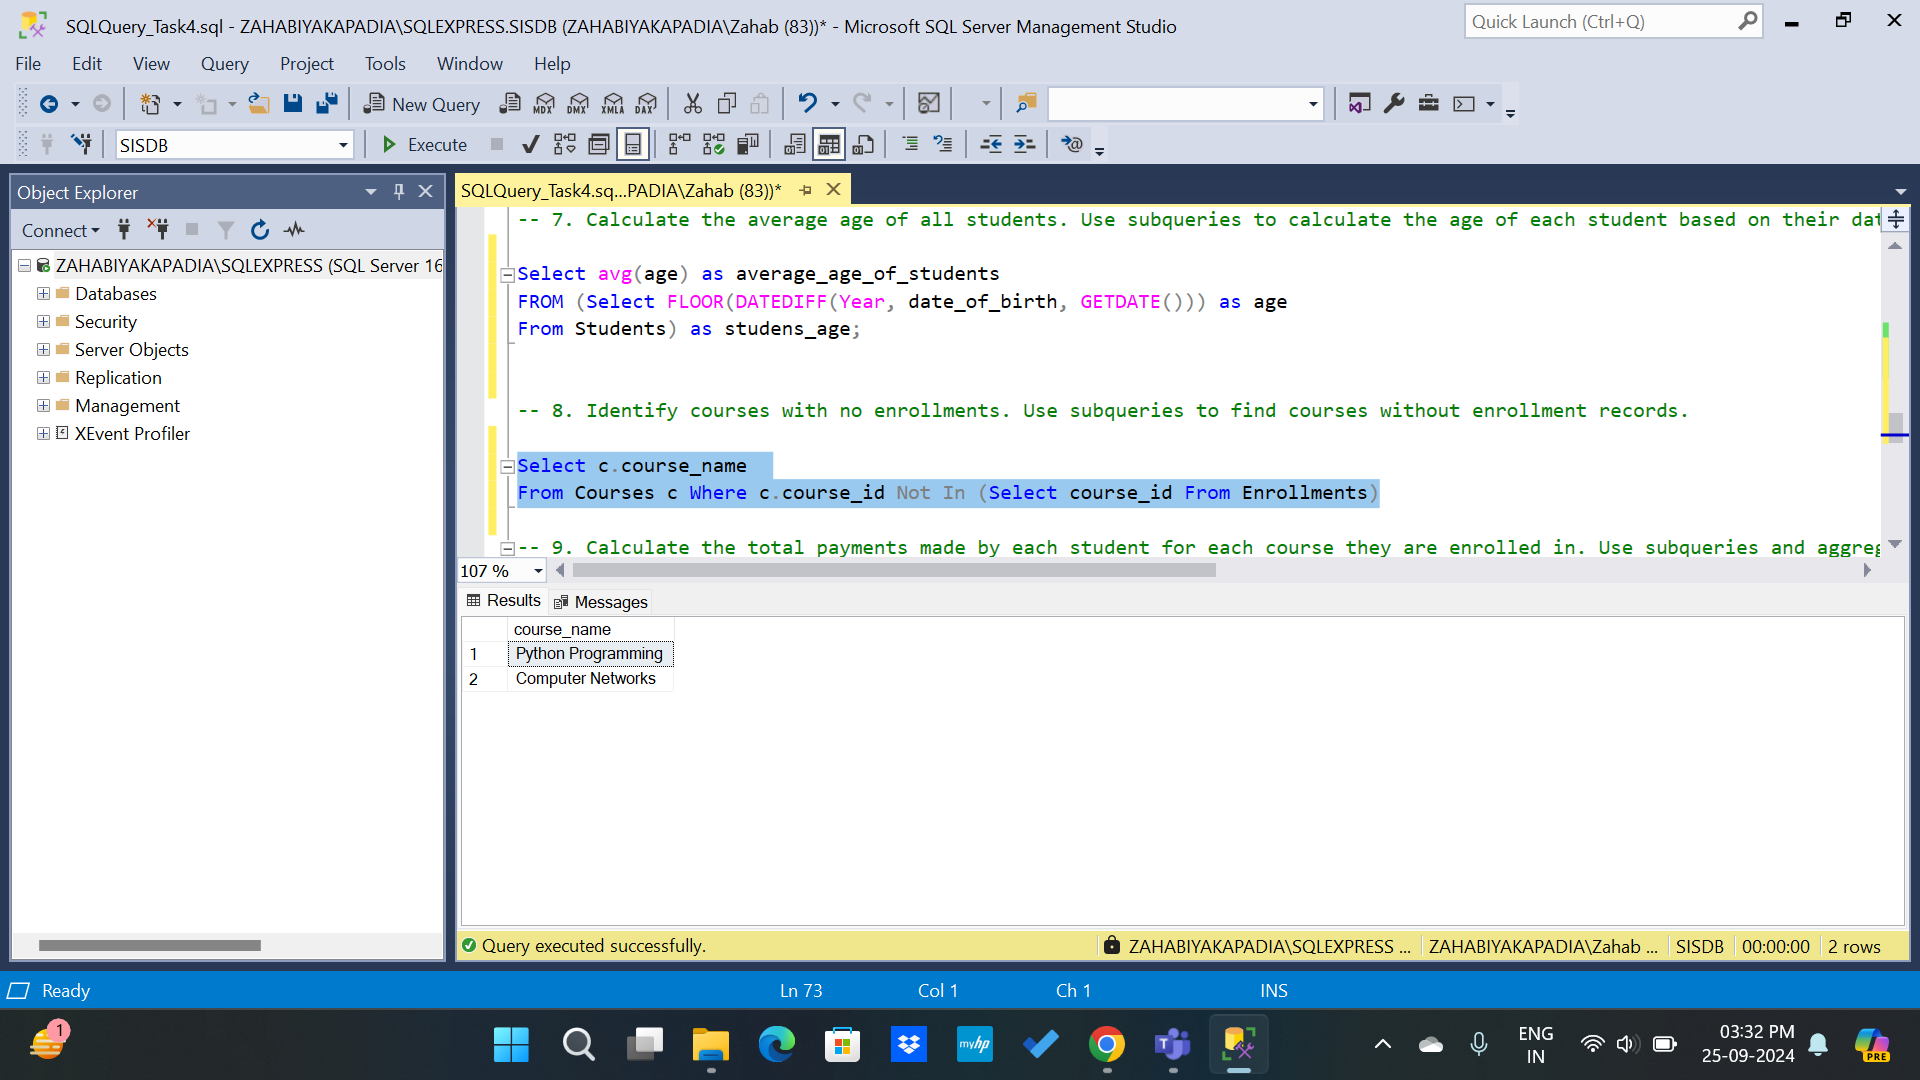 SQLQuery_Task4.sql - ZAHABIYAKAPADIA\SQLEXPRESS.SISDB (ZAHABIYAKAPADIA\Zahab (83))* - Microsoft SQL Server Management Studio
Quick Launch (Ctrl+Q)
File Edit View Query Project Tools Window Help
New Query MDX DMX XMLA DAX
SISDB Execute
Object Explorer
SQLQuery_Task4.sq...PADIA\Zahab (83))*
Connect
ZAHABIYAKAPADIA\SQLEXPRESS (SQL Server 16
Databases
Security
Server Objects
Replication
Management
XEvent Profiler
-- 7. Calculate the average age of all students. Use subqueries to calculate the age of each student based on their dat
Select avg(age) as average_age_of_students
FROM (Select FLOOR(DATEDIFF(Year, date_of_birth, GETDATE())) as age
From Students) as studens_age;
-- 8. Identify courses with no enrollments. Use subqueries to find courses without enrollment records.
Select c.course_name
From Courses c Where c.course_id Not In (Select course_id From Enrollments)
-- 9. Calculate the total payments made by each student for each course they are enrolled in. Use subqueries and aggreg
107 %
Results Messages
course_name
1 Python Programming
2 Computer Networks
Query executed successfully. ZAHABIYAKAPADIA\SQLEXPRESS ... ZAHABIYAKAPADIA\Zahab ... SISDB 00:00:00 2 rows
Ready Ln 73 Col 1 Ch 1 INS
1
myhp
ENG
IN
03:32 PM
25-09-2024
PRE